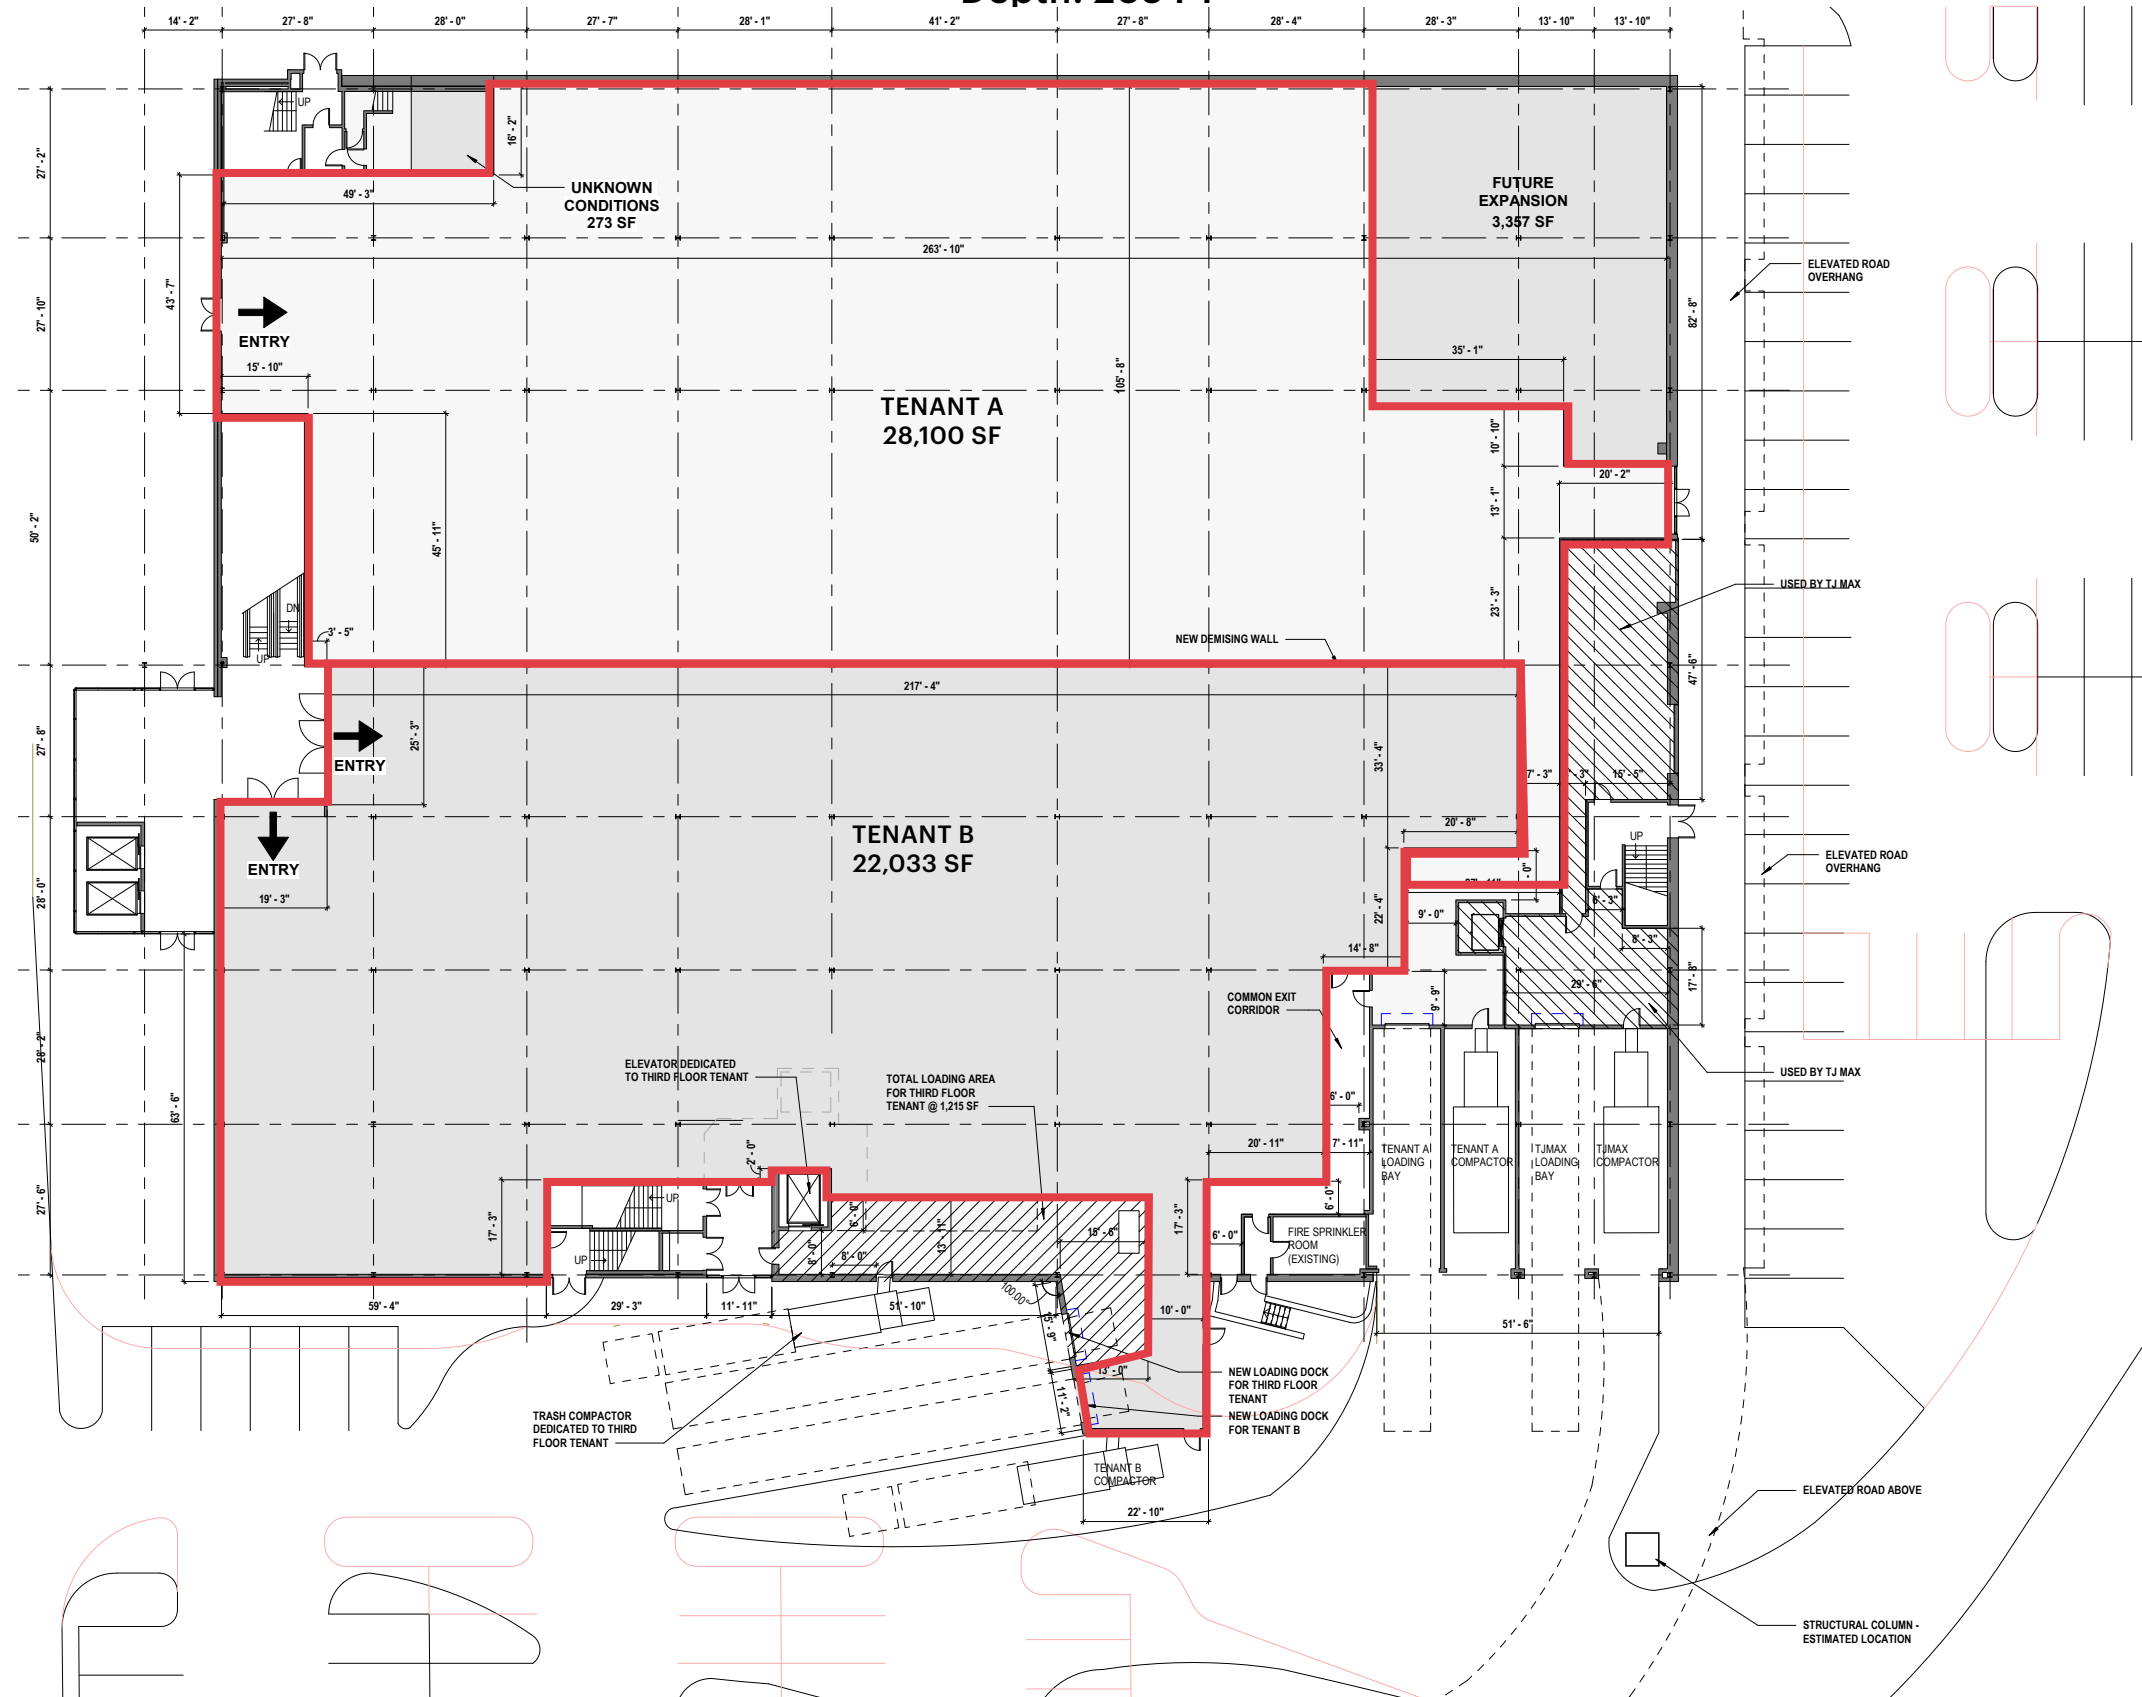 14' - 2"
27' - 8"
28' - 0"
27' - 7"
28' - 1"
41' - 2"
27' - 8"
28' - 4"
28' - 3"
13' - 10"
13' - 10"
UP
16' - 2"
27' - 2"
49' - 3"
UNKNOWN
CONDITIONS
273 SF
FUTURE
EXPANSION
3,357 SF
263' - 10"
ELEVATED ROAD
OVERHANG
43' - 7"
27' - 10"
82' - 8"
ENTRY
15' - 10"
35' - 1"
105' - 8"
TENANT A
28,100 SF
10' - 10"
20' - 2"
13' - 1"
50' - 2"
45' - 11"
USED BY TJ MAX
23' - 3"
DN
3' - 5"
UP
NEW DEMISING WALL
47' - 6"
217' - 4"
27' - 8"
25' - 3"
33' - 4"
ENTRY
7' - 3"
15' - 5"
20' - 8"
TENANT B
22,033 SF
UP
ELEVATED ROAD
OVERHANG
ENTRY
28' - 0"
19' - 3"
22' - 4"
9' - 0"
6' - 3"
14' - 8"
8' - 3"
17' - 8"
29' - 6"
9' - 9"
COMMON EXIT
CORRIDOR
28' - 2"
ELEVATOR DEDICATED
TO THIRD FLOOR TENANT
TOTAL LOADING AREA
FOR THIRD FLOOR
TENANT @ 1,215 SF
USED BY TJ MAX
63' - 6"
6' - 0"
2' - 0"
20' - 11"
7' - 11"
TENANT A
LOADING
BAY
TENANT A
COMPACTOR
TJMAX
LOADING
BAY
TJMAX
COMPACTOR
27' - 6"
UP
17' - 3"
6' - 0"
13' - 11"
15' - 6"
17' - 3"
6' - 0"
6' - 0"
FIRE SPRINKLER
ROOM
(EXISTING)
UP
8' - 0"
8' - 0"
100.00°
59' - 4"
29' - 3"
11' - 11"
51' - 10"
5' - 9"
10' - 0"
51' - 6"
13' - 0"
11' - 2"
NEW LOADING DOCK
FOR THIRD FLOOR
TENANT
NEW LOADING DOCK
FOR TENANT B
TRASH COMPACTOR
DEDICATED TO THIRD
FLOOR TENANT
TENANT B
COMPACTOR
22' - 10"
ELEVATED ROAD ABOVE
STRUCTURAL COLUMN -
ESTIMATED LOCATION